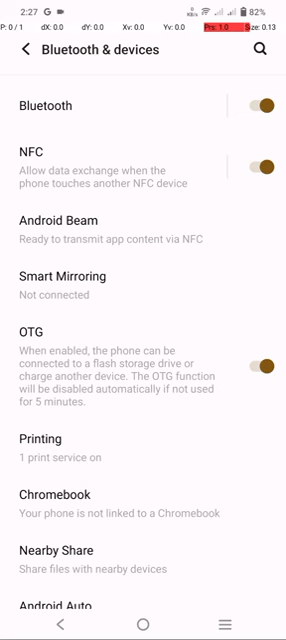 2:27 G 0 KB/s 82%
P: 0 / 1 dX: 0.0 dY: 0.0 Xv: 0.0 Yv: 0.0 Prs: 1.0 Size: 0.13
Bluetooth & devices
Bluetooth
NFC
Allow data exchange when the
phone touches another NFC device
Android Beam
Ready to transmit app content via NFC
Smart Mirroring
Not connected
OTG
When enabled, the phone can be
connected to a flash storage drive or
charge another device. The OTG function
will be disabled automatically if not used
for 5 minutes.
Printing
1 print service on
Chromebook
Your phone is not linked to a Chromebook
Nearby Share
Share files with nearby devices
Android Auto